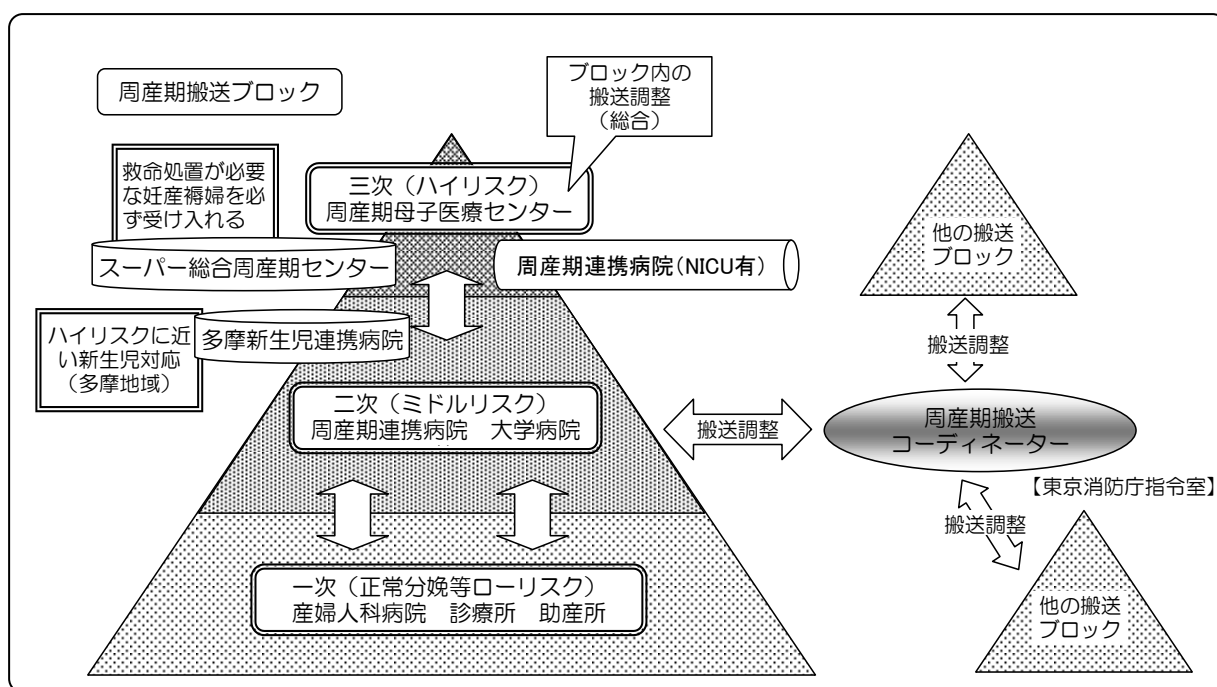 周産期搬送ブロック
ブロック内の
搬送調整
（総合）
救命処置が必要
な妊産褥婦を必
ず受け入れる
三次（ハイリスク）
周産期母子医療センター
スーパー総合周産期センター
周産期連携病院（NICU有）
ハイリスクに近
い新生児対応
（多摩地域）
多摩新生児連携病院
二次（ミドルリスク）
周産期連携病院　大学病院
一次（正常分娩等ローリスク）
産婦人科病院　診療所　助産所
搬送調整
他の搬送
ブロック
搬送調整
周産期搬送
コーディネーター
【東京消防庁指令室】
搬送調整
他の搬送
ブロック